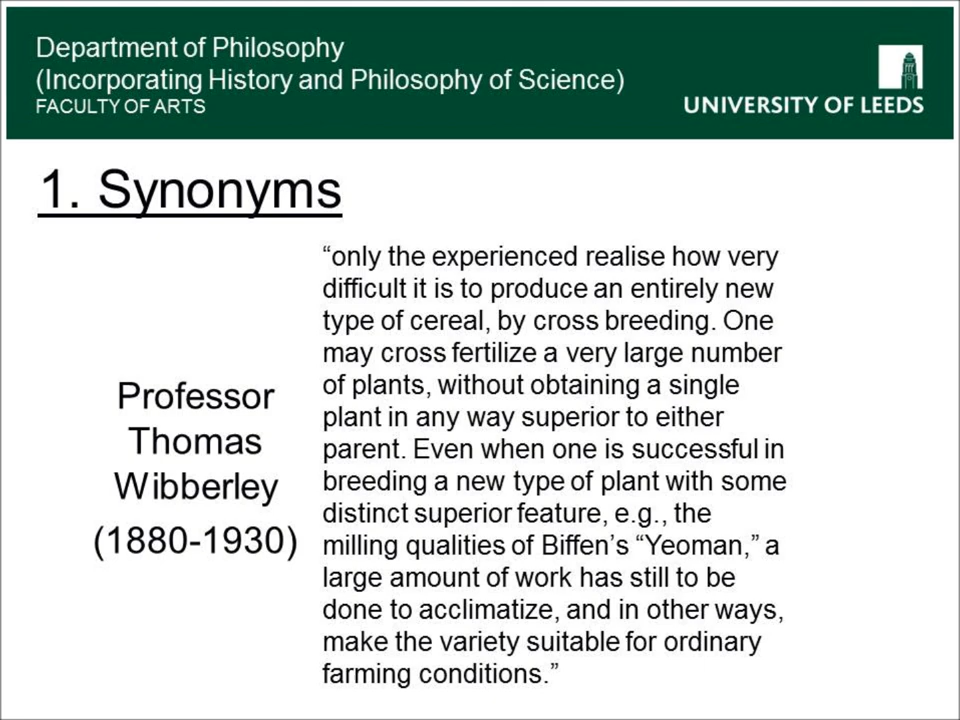 Department of Philosophy
(Incorporating History and Philosophy of Science)
FACULTY OF ARTS
UNIVERSITY OF LEEDS
1. Synonyms
Professor
Thomas
Wibberley
(1880-1930)
“only the experienced realise how very
difficult it is to produce an entirely new
type of cereal, by cross breeding. One
may cross fertilize a very large number
of plants, without obtaining a single
plant in any way superior to either
parent. Even when one is successful in
breeding a new type of plant with some
distinct superior feature, e.g., the
milling qualities of Biffen’s “Yeoman,” a
large amount of work has still to be
done to acclimatize, and in other ways,
make the variety suitable for ordinary
farming conditions.”